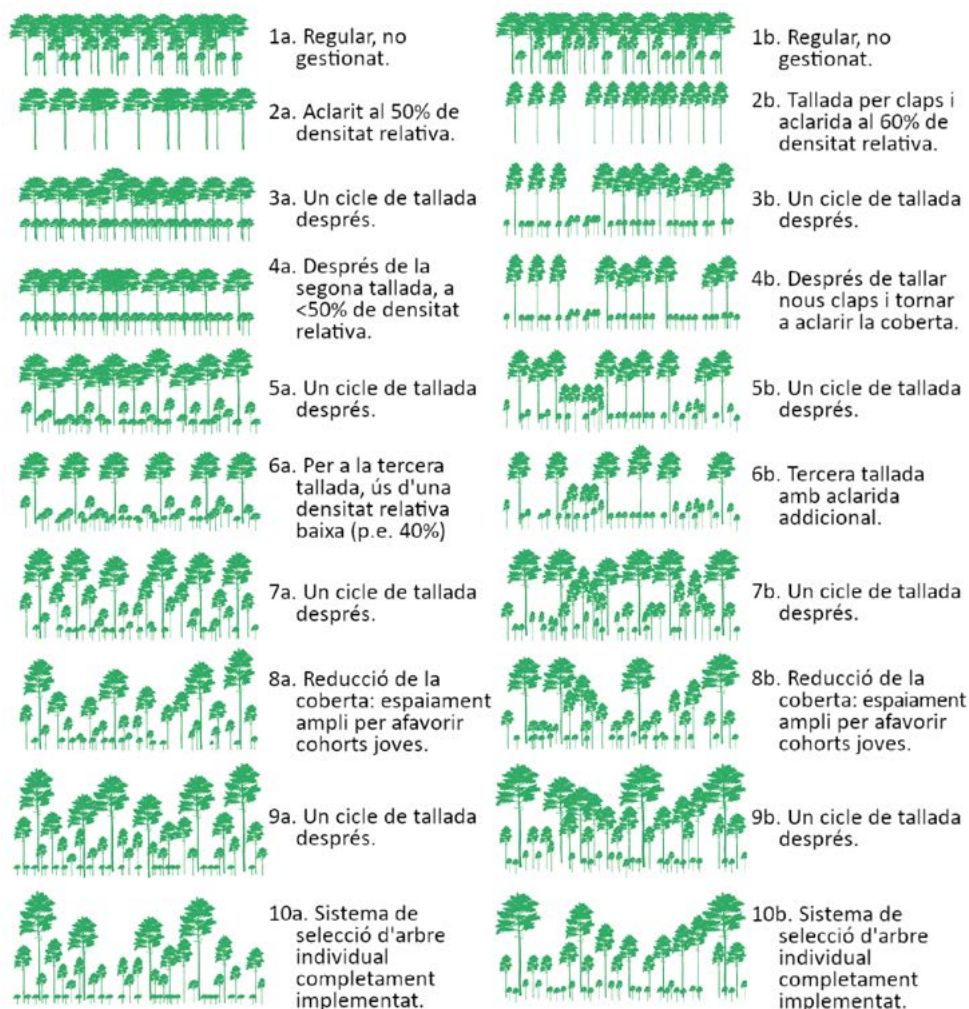 1a. Regular, no
gestionat.
2a. Aclarit al 50% de
densitat relativa.
3a. Un cicle de tallada
després.
4a. Després de la
segona tallada, a
<50% de densitat
relativa.
5a. Un cicle de tallada
després.
6a. Per a la tercera
tallada, ús d'una
densitat relativa
baixa (p.e. 40%)
7a. Un cicle de tallada
després.
8a. Reducció de la
coberta: espaiament
ampli per afavorir
cohorts joves.
9a. Un cicle de tallada
després.
10a. Sistema de
selecció d'arbre
individual
completament
implementat.
1b. Regular, no
gestionat.
2b. Tallada per claps i
aclarida al 60% de
densitat relativa.
3b. Un cicle de tallada
després.
4b. Després de tallar
nous claps i tornar
a aclarir la coberta.
5b. Un cicle de tallada
després.
6b. Tercera tallada
amb aclarida
addicional.
7b. Un cicle de tallada
després.
8b. Reducció de la
coberta: espaiament
ampli per afavorir
cohorts joves.
9b. Un cicle de tallada
després.
10b. Sistema de
selecció d'arbre
individual
completament
implementat.